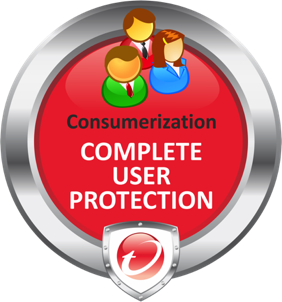 Consumerization
COMPLETE
USER
PROTECTION